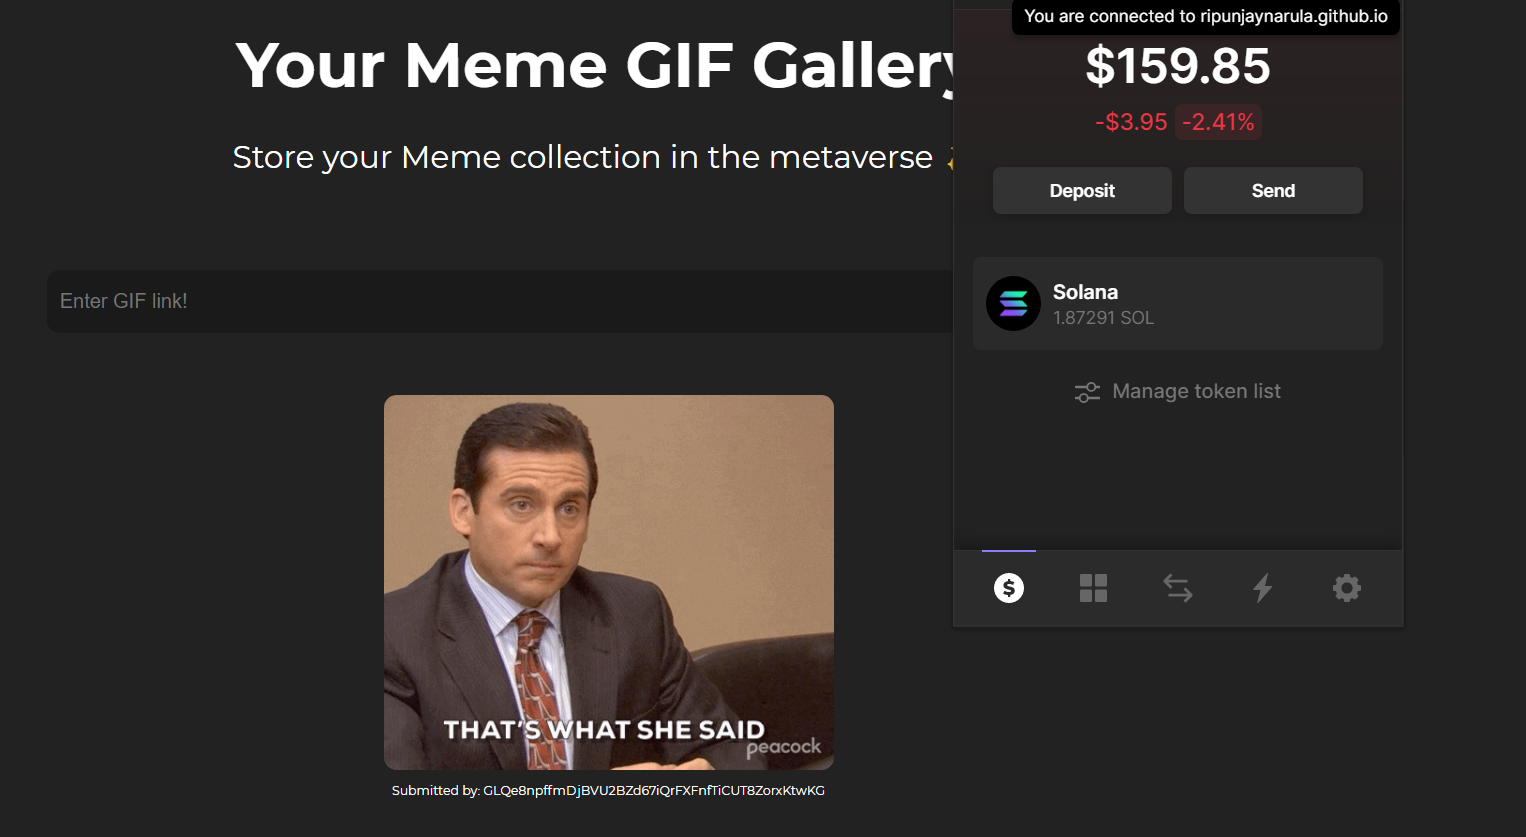 Your Meme GIF Gallery
Store your Meme collection in the metaverse ✨
Enter GIF link!
THAT'S WHAT SHE SAID
peacock
Submitted by: GLQe8npffmDjBVU2BZd67iQrFXFnfTiCUT8ZorxKtwKG
You are connected to ripunjaynarula.github.io
$159.85
-$3.95 -2.41%
Deposit Send
Solana
1.87291 SOL
Manage token list
$